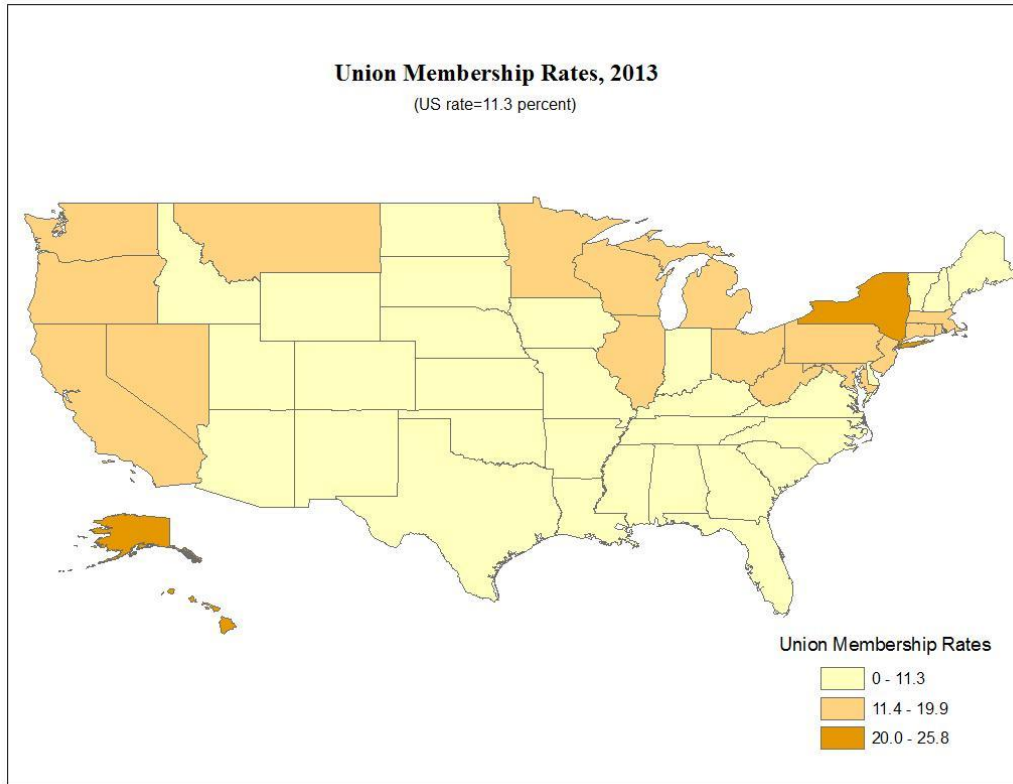 Union Membership Rates, 2013
(US rate=11.3 percent)
Union Membership Rates
0 - 11.3
11.4 - 19.9
20.0 - 25.8